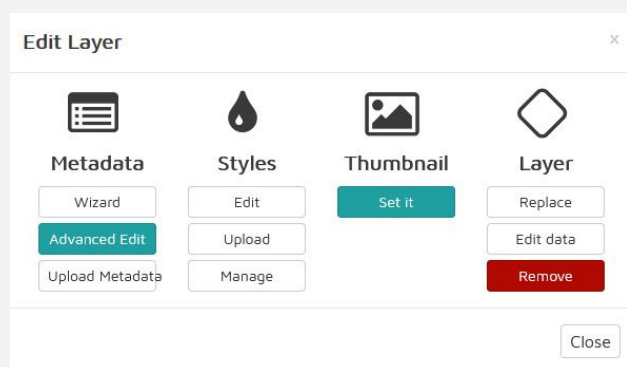 Edit Layer x
Metadata Styles Thumbnail Layer
Wizard Edit Set it Replace
Advanced Edit Upload Edit data
Upload Metadata Manage Remove
Close